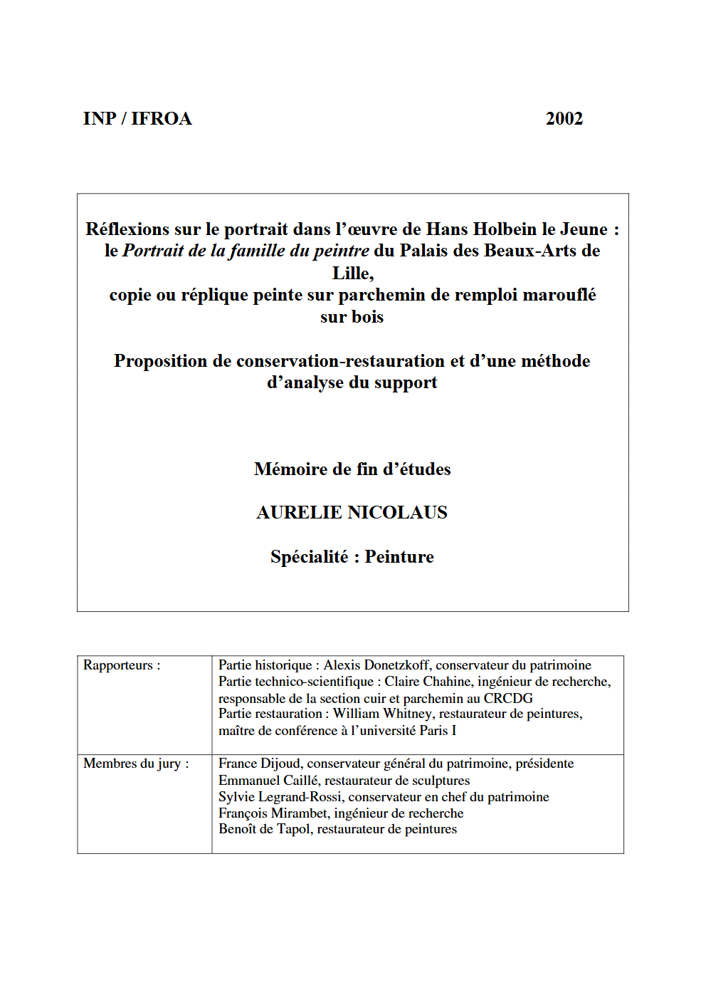 INP / IFROA 2002
Réflexions sur le portrait dans l’œuvre de Hans Holbein le Jeune :
le Portrait de la famille du peintre du Palais des Beaux-Arts de
Lille,
copie ou réplique peinte sur parchemin de remploi marouflé
sur bois
Proposition de conservation-restauration et d’une méthode
d’analyse du support
Mémoire de fin d’études
AURELIE NICOLAUS
Spécialité : Peinture
Rapporteurs :
Partie historique : Alexis Donetzkoff, conservateur du patrimoine
Partie technico-scientifique : Claire Chahine, ingénieur de recherche,
responsable de la section cuir et parchemin au CRCDG
Partie restauration : William Whitney, restaurateur de peintures,
maître de conférence à l’université Paris I
Membres du jury :
France Dijoud, conservateur général du patrimoine, présidente
Emmanuel Caillé, restaurateur de sculptures
Sylvie Legrand-Rossi, conservateur en chef du patrimoine
François Mirambet, ingénieur de recherche
Benoît de Tapol, restaurateur de peintures